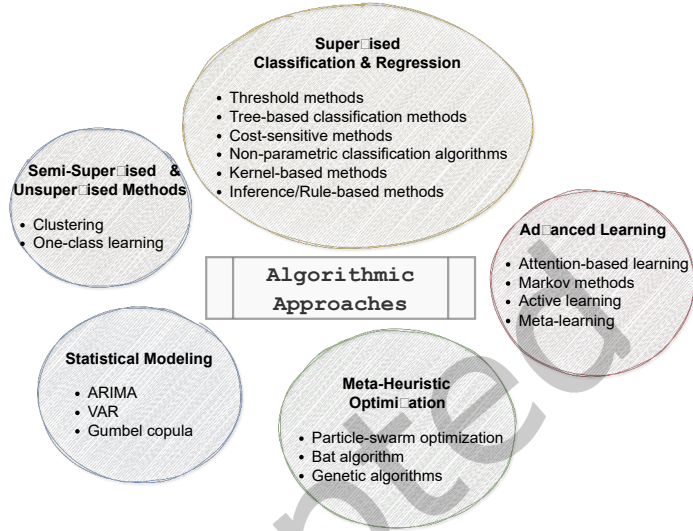 Super□ised
Classification & Regression
• Threshold methods
• Tree-based classification methods
• Cost-sensitive methods
• Non-parametric classification algorithms
• Kernel-based methods
• Inference/Rule-based methods
Semi-Super□ised &
Unsuper□ised Methods
• Clustering
• One-class learning
Ad□anced Learning
• Attention-based learning
• Markov methods
• Active learning
• Meta-learning
Algorithmic
Approaches
Statistical Modeling
• ARIMA
• VAR
• Gumbel copula
Meta-Heuristic
Optimi□ation
• Particle-swarm optimization
• Bat algorithm
• Genetic algorithms
nted